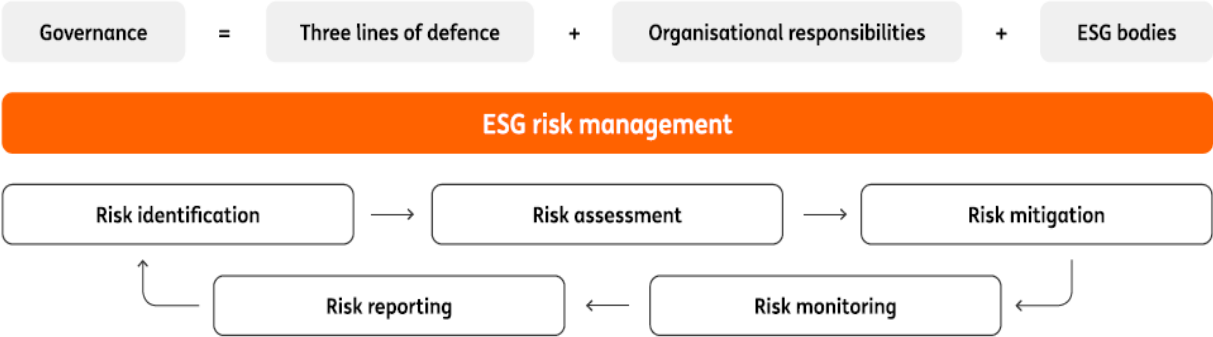 Governance = Three lines of defence + Organisational responsibilities + ESG bodies
ESG risk management
Risk identification Risk assessment Risk mitigation
Risk reporting Risk monitoring